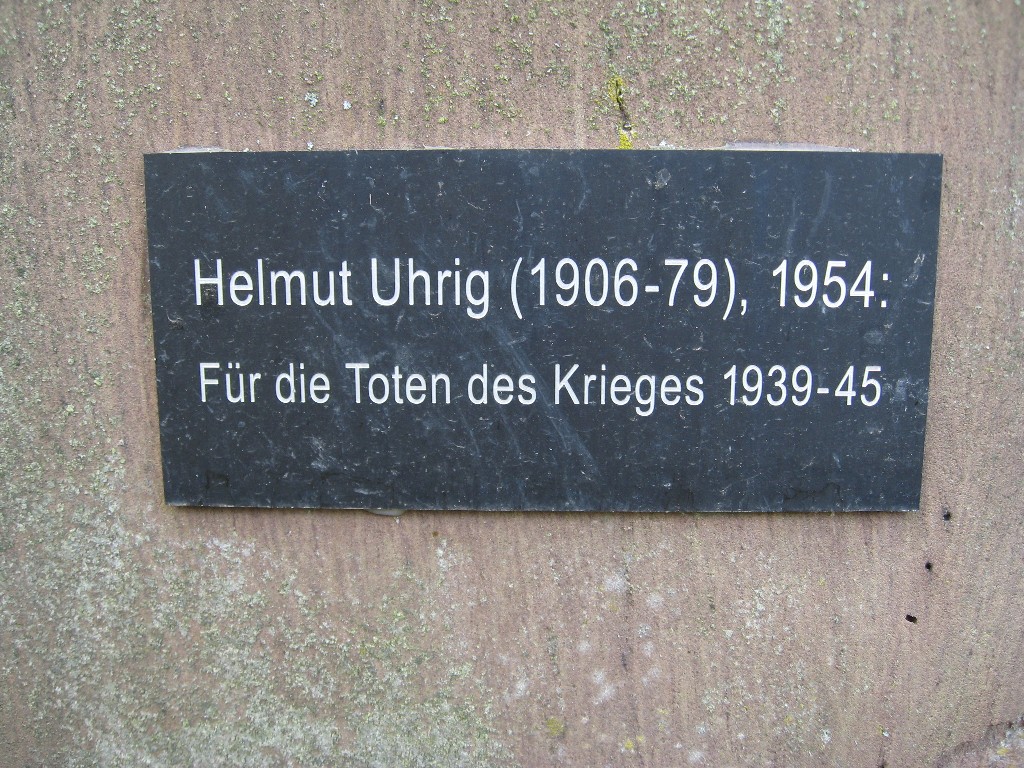 Helmut Uhrig (1906-79), 1954:
Für die Toten des Krieges 1939-45